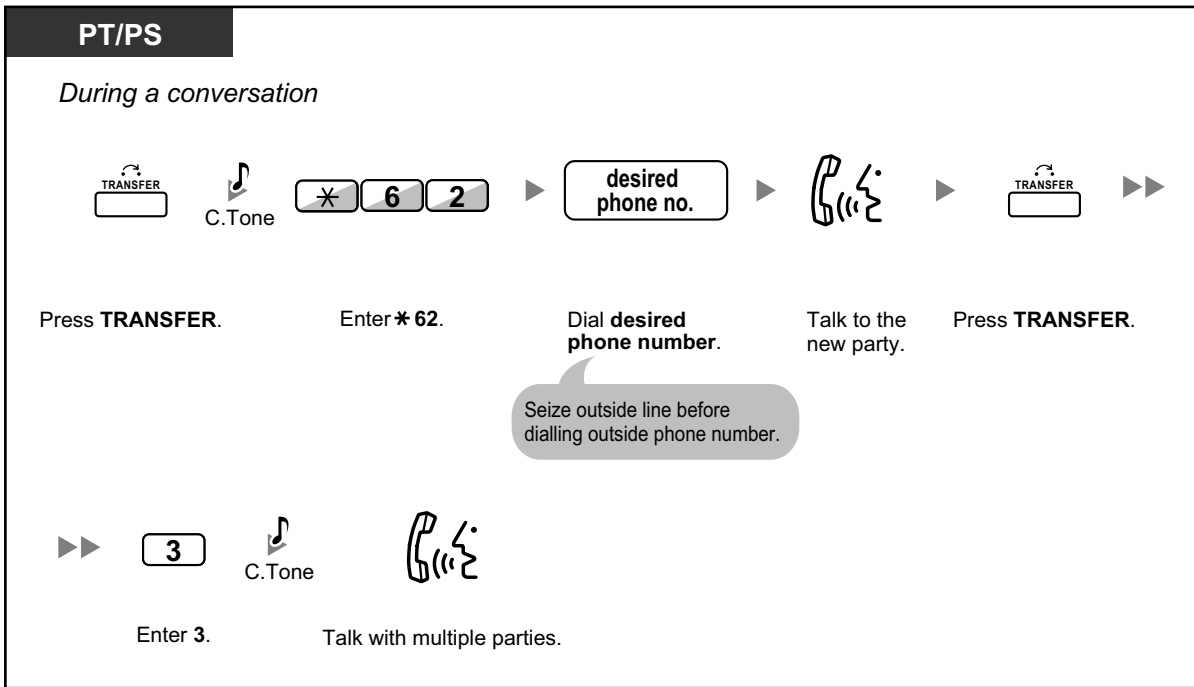 PT/PS
During a conversation
TRANSFER
C.Tone
* 6 2
desired
phone no.
TRANSFER
Press TRANSFER.
Enter * 62.
Dial desired
phone number.
Talk to the
new party.
Press TRANSFER.
Seize outside line before
dialling outside phone number.
3
C.Tone
Enter 3.
Talk with multiple parties.